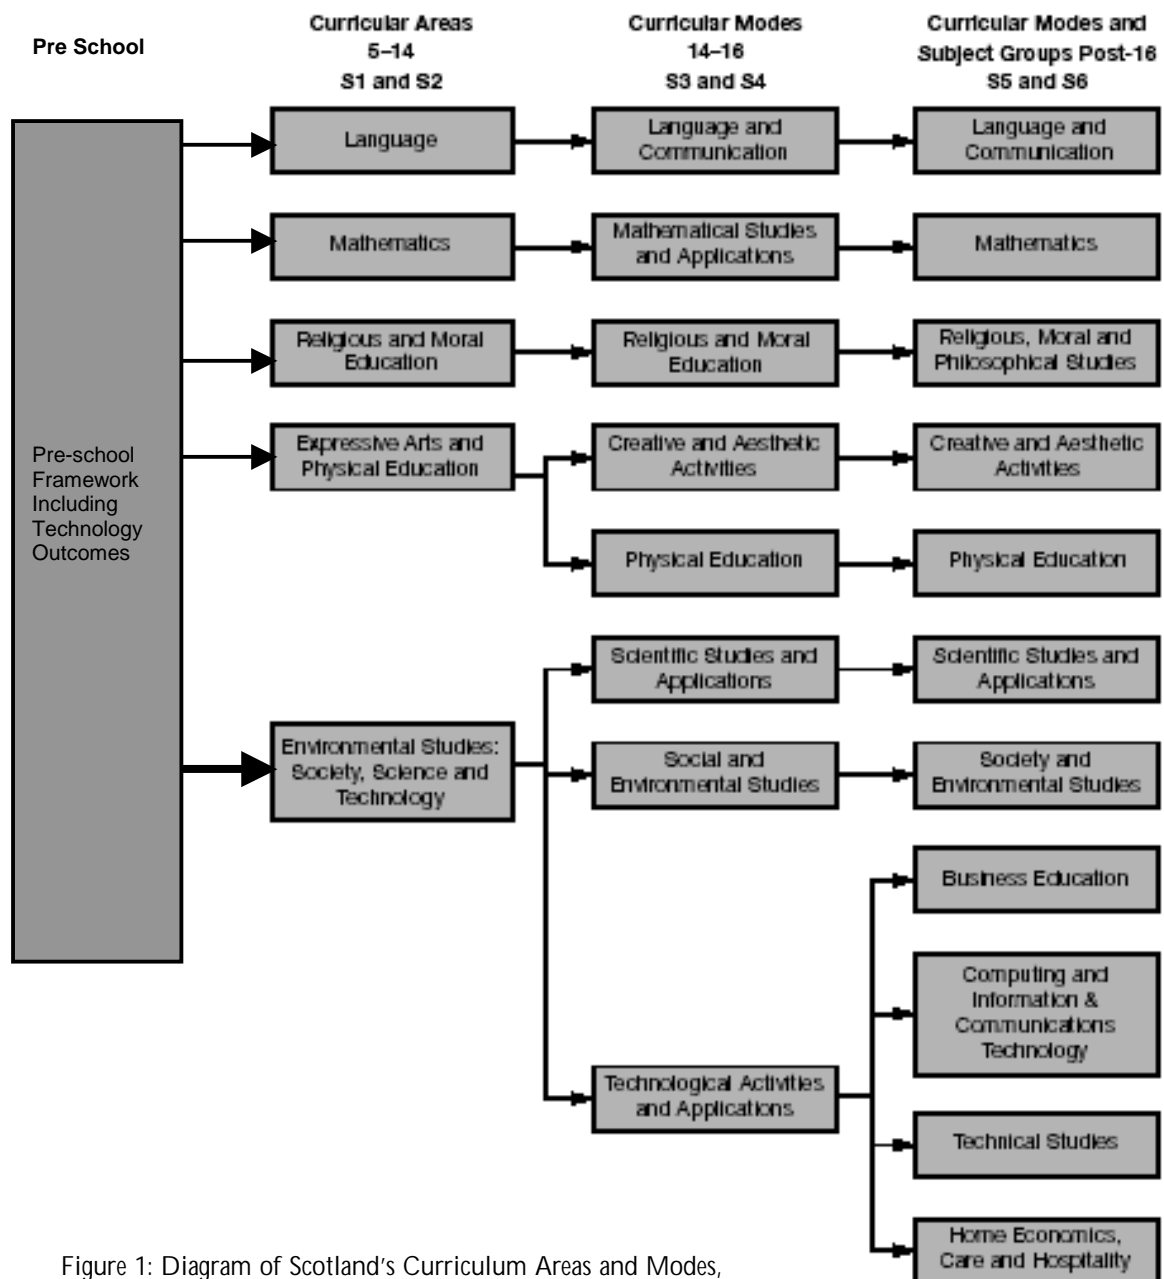 Pre School
Curricular Areas
5–14
S1 and S2
Curricular Modes
14–16
S3 and S4
Curricular Modes and
Subject Groups Post-16
S5 and S6
Pre-school
Framework
Including
Technology
Outcomes
Language
Language and
Communication
Language and
Communication
Mathematics
Mathematical Studies
and Applications
Mathematics
Religious and Moral
Education
Religious and Moral
Education
Religious, Moral and
Philosophical Studies
Expressive Arts and
Physical Education
Creative and Aesthetic
Activities
Creative and Aesthetic
Activities
Physical Education
Physical Education
Environmental Studies:
Society, Science and
Technology
Scientific Studies and
Applications
Scientific Studies and
Applications
Social and
Environmental Studies
Society and
Environmental Studies
Technological Activities
and Applications
Business Education
Computing and
Information &
Communications
Technology
Technical Studies
Home Economics,
Care and Hospitality
Figure 1: Diagram of Scotland's Curriculum Areas and Modes,